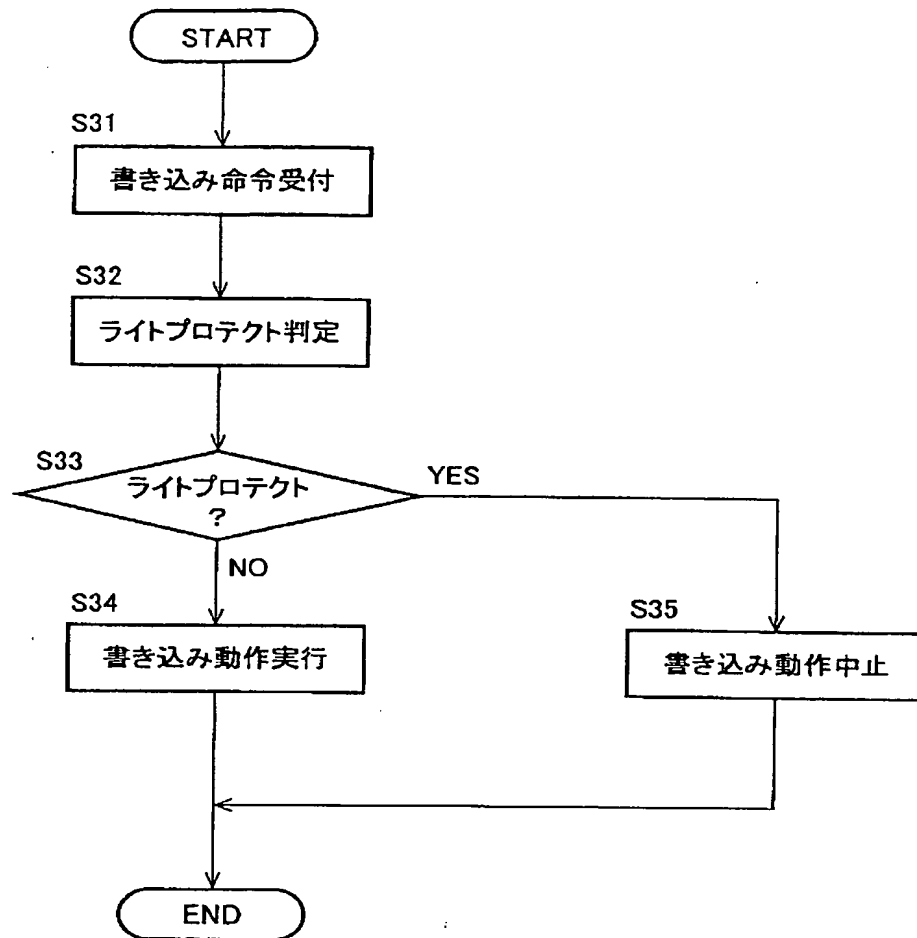 START
S31
書き込み命令受付
S32
ライトプロテクト判定
S33
ライトプロテクト
?
YES
NO
S34
書き込み動作実行
S35
書き込み動作中止
END